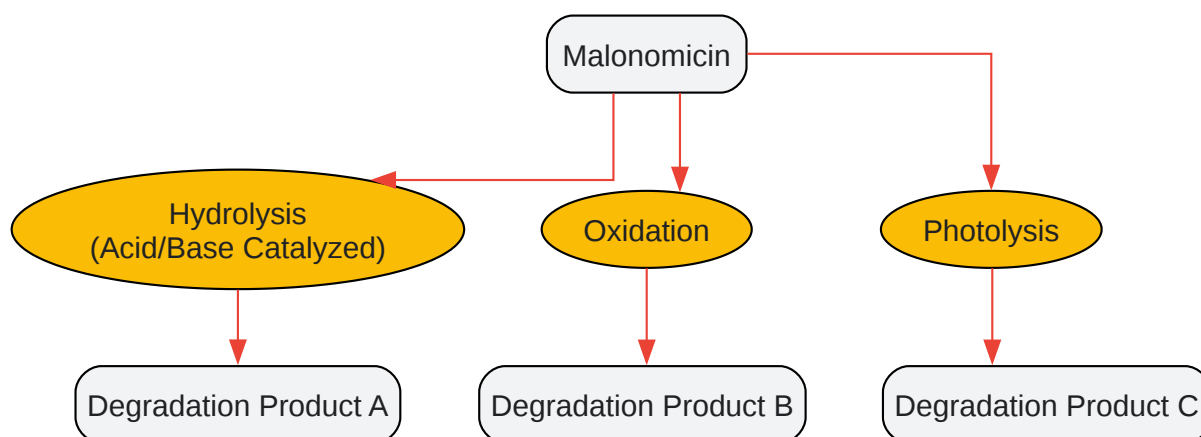 Malonomicin
Hydrolysis
(Acid/Base Catalyzed)
Oxidation
Photolysis
Degradation Product A
Degradation Product B
Degradation Product C